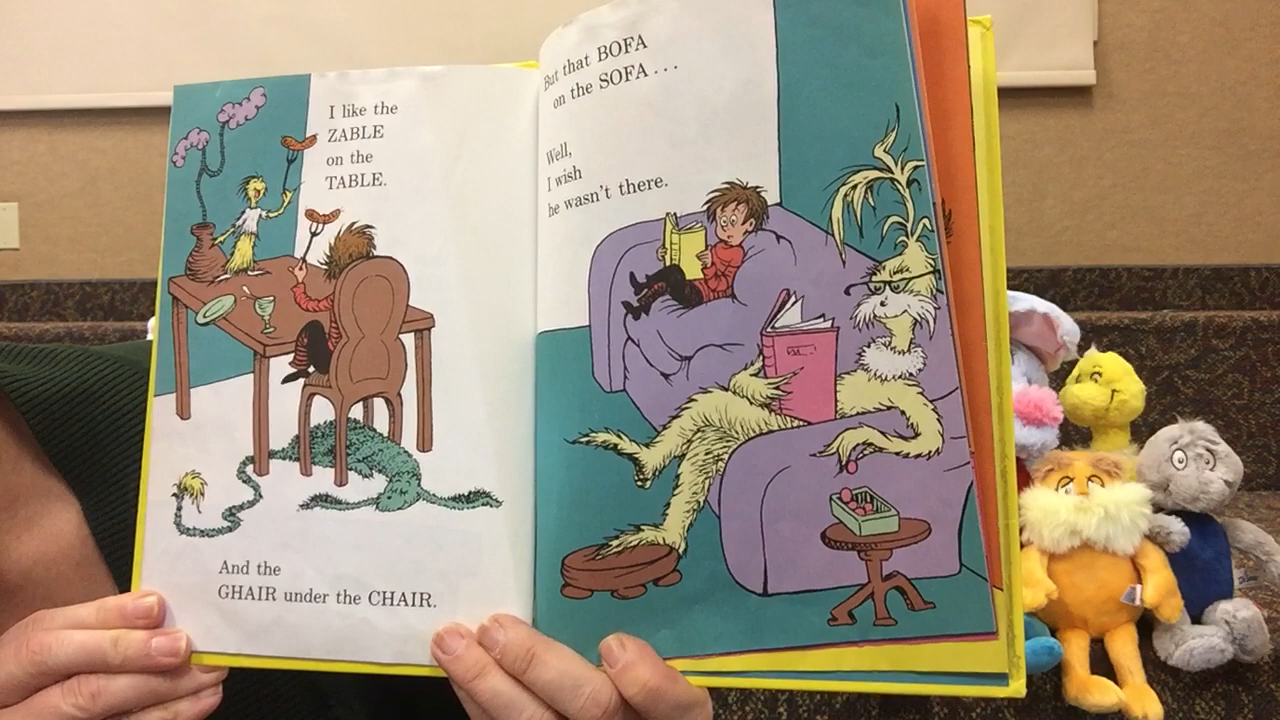 I like the
ZABLE
on the
TABLE.
And the
GHAIR under the CHAIR.
But that BOFA
on the SOFA...
Well,
I wish
he wasn't there.